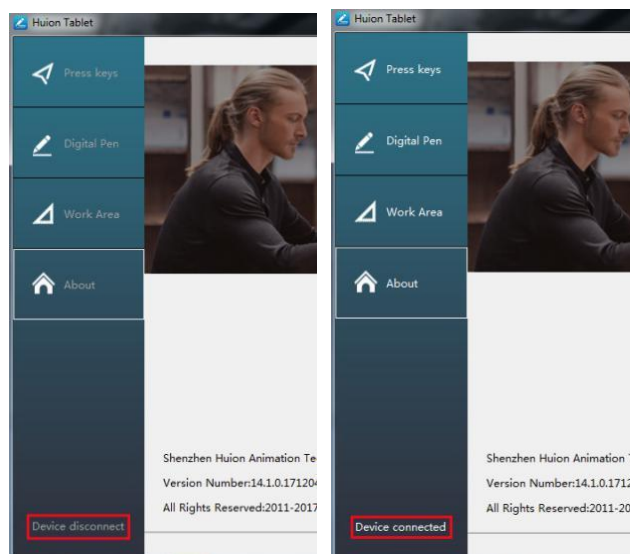 Huion Tablet
Press keys
Digital Pen
Work Area
About
Shenzhen Huion Animation Te
Version Number:14.1.0.171204
All Rights Reserved:2011-2017
Device disconnect
Huion Tablet
Press keys
Digital Pen
Work Area
About
Shenzhen Huion Animation
Version Number:14.1.0.1712
All Rights Reserved:2011-20
Device connected